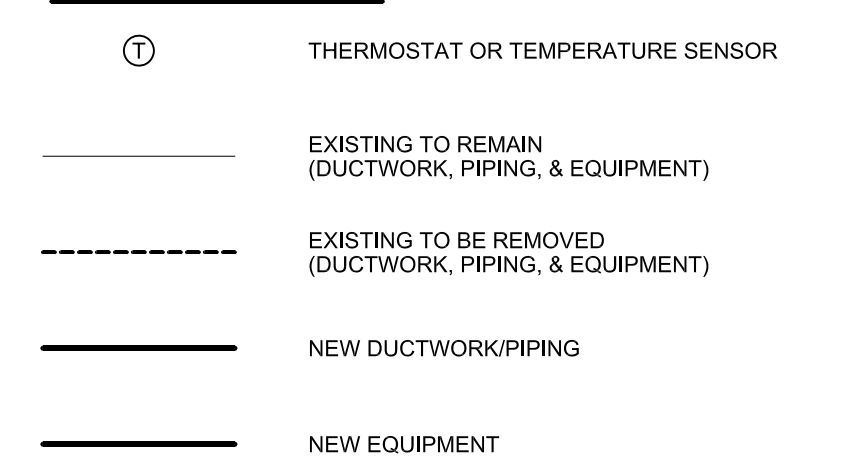 T
THERMOSTAT OR TEMPERATURE SENSOR
EXISTING TO REMAIN
(DUCTWORK, PIPING, & EQUIPMENT)
EXISTING TO BE REMOVED
(DUCTWORK, PIPING, & EQUIPMENT)
NEW DUCTWORK/PIPING
NEW EQUIPMENT